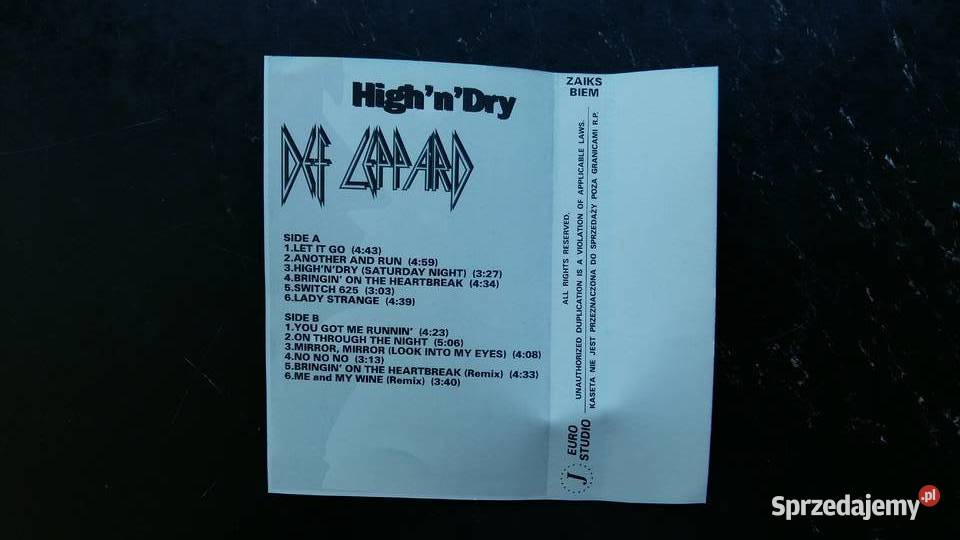 High'n'Dry
DEF LEPPARD
SIDE A
1.LET IT GO (4:43)
2.ANOTHER AND RUN (4:59)
3.HIGH'N'DRY (SATURDAY NIGHT) (3:27)
4.BRINGIN' ON THE HEARTBREAK (4:34)
5.SWITCH 625 (3:03)
6.LADY STRANGE (4:39)
SIDE B
1.YOU GOT ME RUNNIN' (4:23)
2.ON THROUGH THE NIGHT (5:06)
3.MIRROR, MIRROR (LOOK INTO MY EYES) (4:08)
4.NO NO NO (3:13)
5.BRINGIN' ON THE HEARTBREAK (Remix) (4:33)
6.ME and MY WINE (Remix) (3:40)
ZAIKS
BIEM
ALL RIGHTS RESERVED.
UNAUTHORIZED DUPLICATION IS A VIOLATION OF APPLICABLE LAWS.
KASETA NIE JEST PRZEZNACZONA DO SPRZEDAŻY POZA GRANICAMI R.P.
J EURO
STUDIO
Sprzedajemy.pl